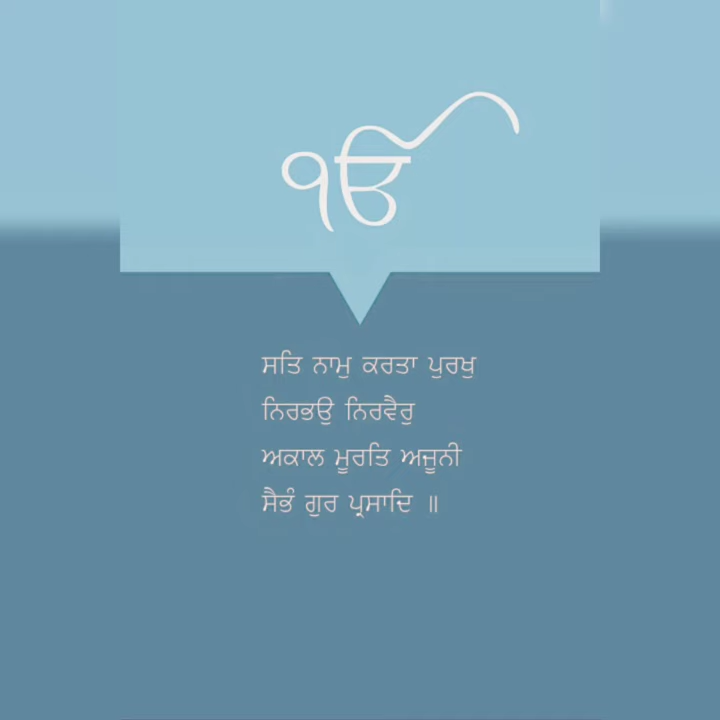 ੴ
ਸਤਿ ਨਾਮੁ ਕਰਤਾ ਪੁਰਖੁ
ਨਿਰਭਉ ਨਿਰਵੈਰੁ
ਅਕਾਲ ਮੂਰਤਿ ਅਜੂਨੀ
ਸੈਭੰ ਗੁਰ ਪ੍ਰਸਾਦਿ ॥